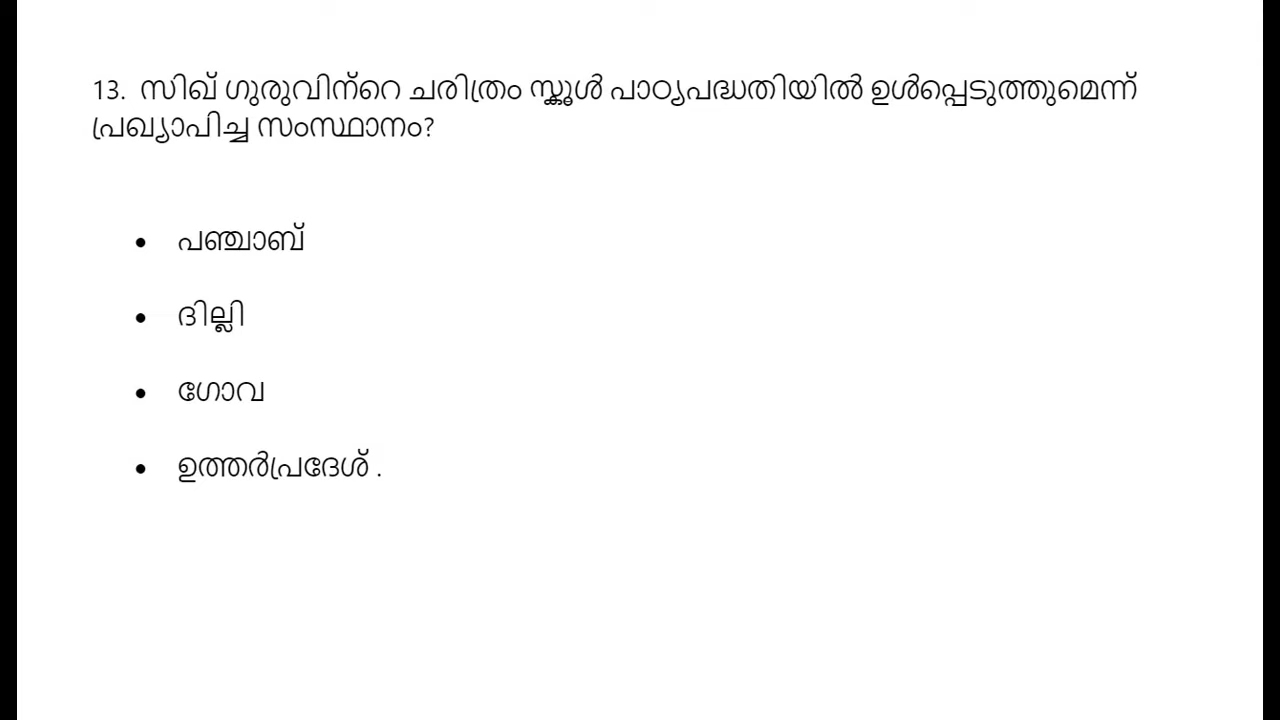 13. സിഖ് ഗുരുവിന്റെ ചരിത്രം സ്കൂൾ പാഠ്യപദ്ധതിയിൽ ഉൾപ്പെടുത്തുമെന്ന്
പ്രഖ്യാപിച്ച സംസ്ഥാനം?
• പഞ്ചാബ്
• ദില്ലി
• ഗോവ
• ഉത്തർപ്രദേശ് .